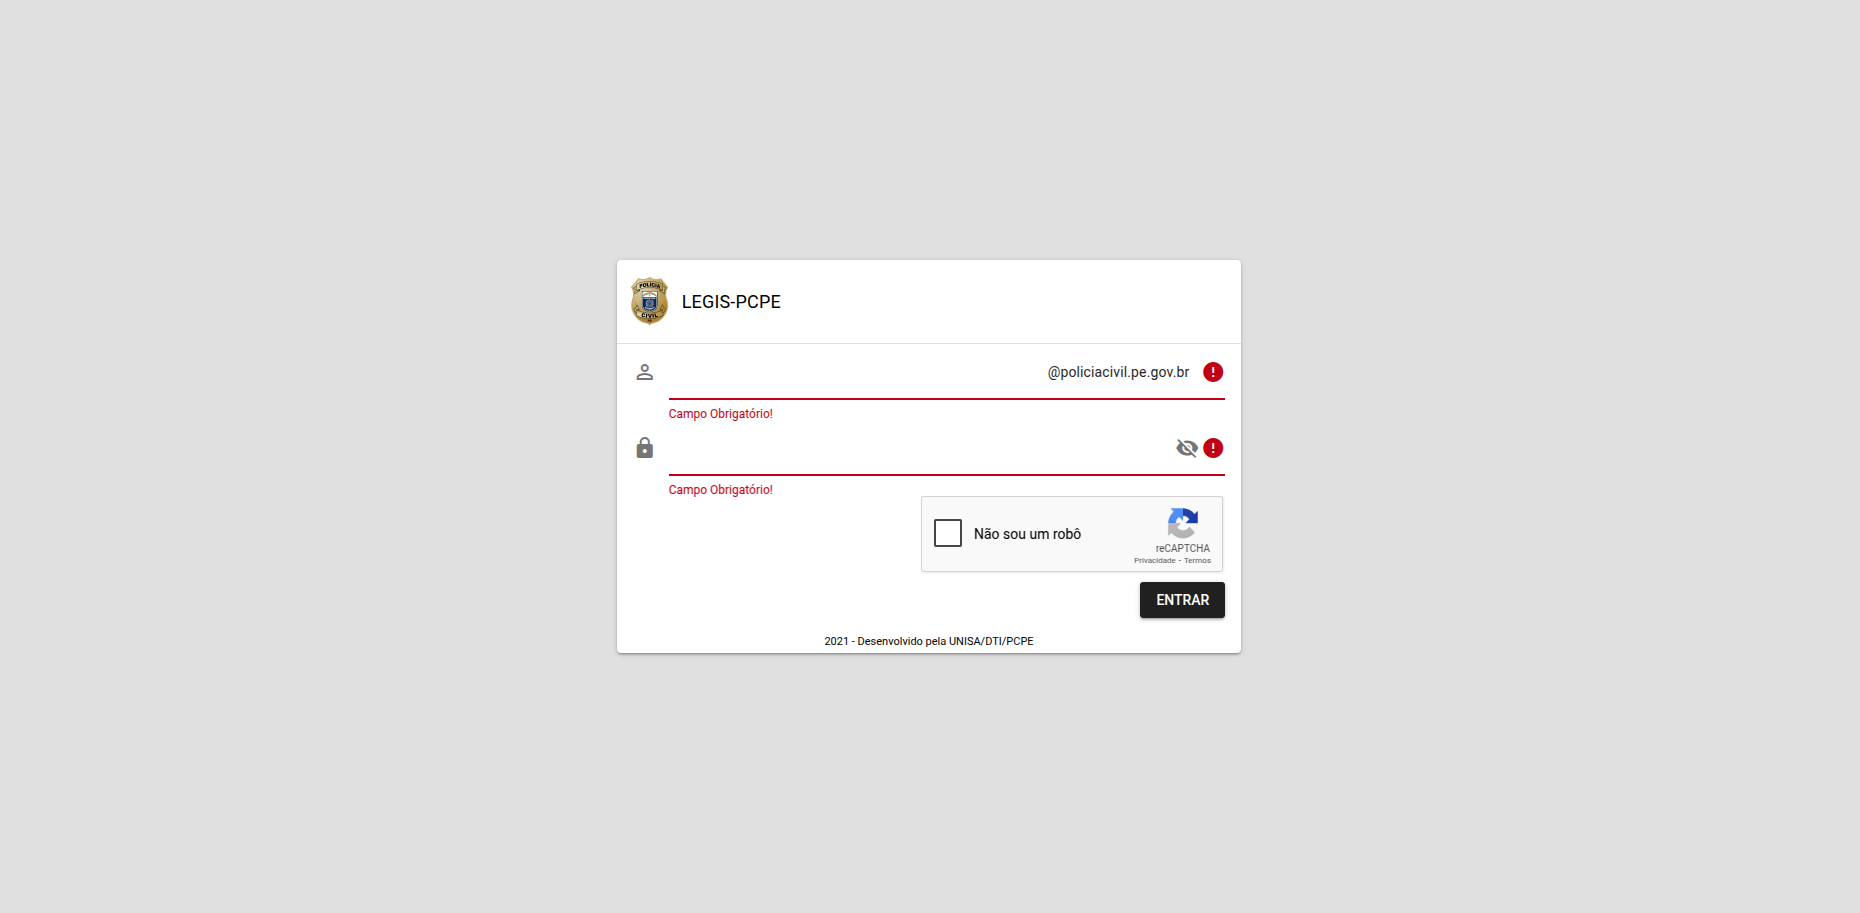 POLICIA
CIVIL
LEGIS-PCPE
@policiacivil.pe.gov.br
Campo Obrigatório!
Campo Obrigatório!
Não sou um robô
reCAPTCHA
Privacidade - Termos
ENTRAR
2021 - Desenvolvido pela UNISA/DTI/PCPE